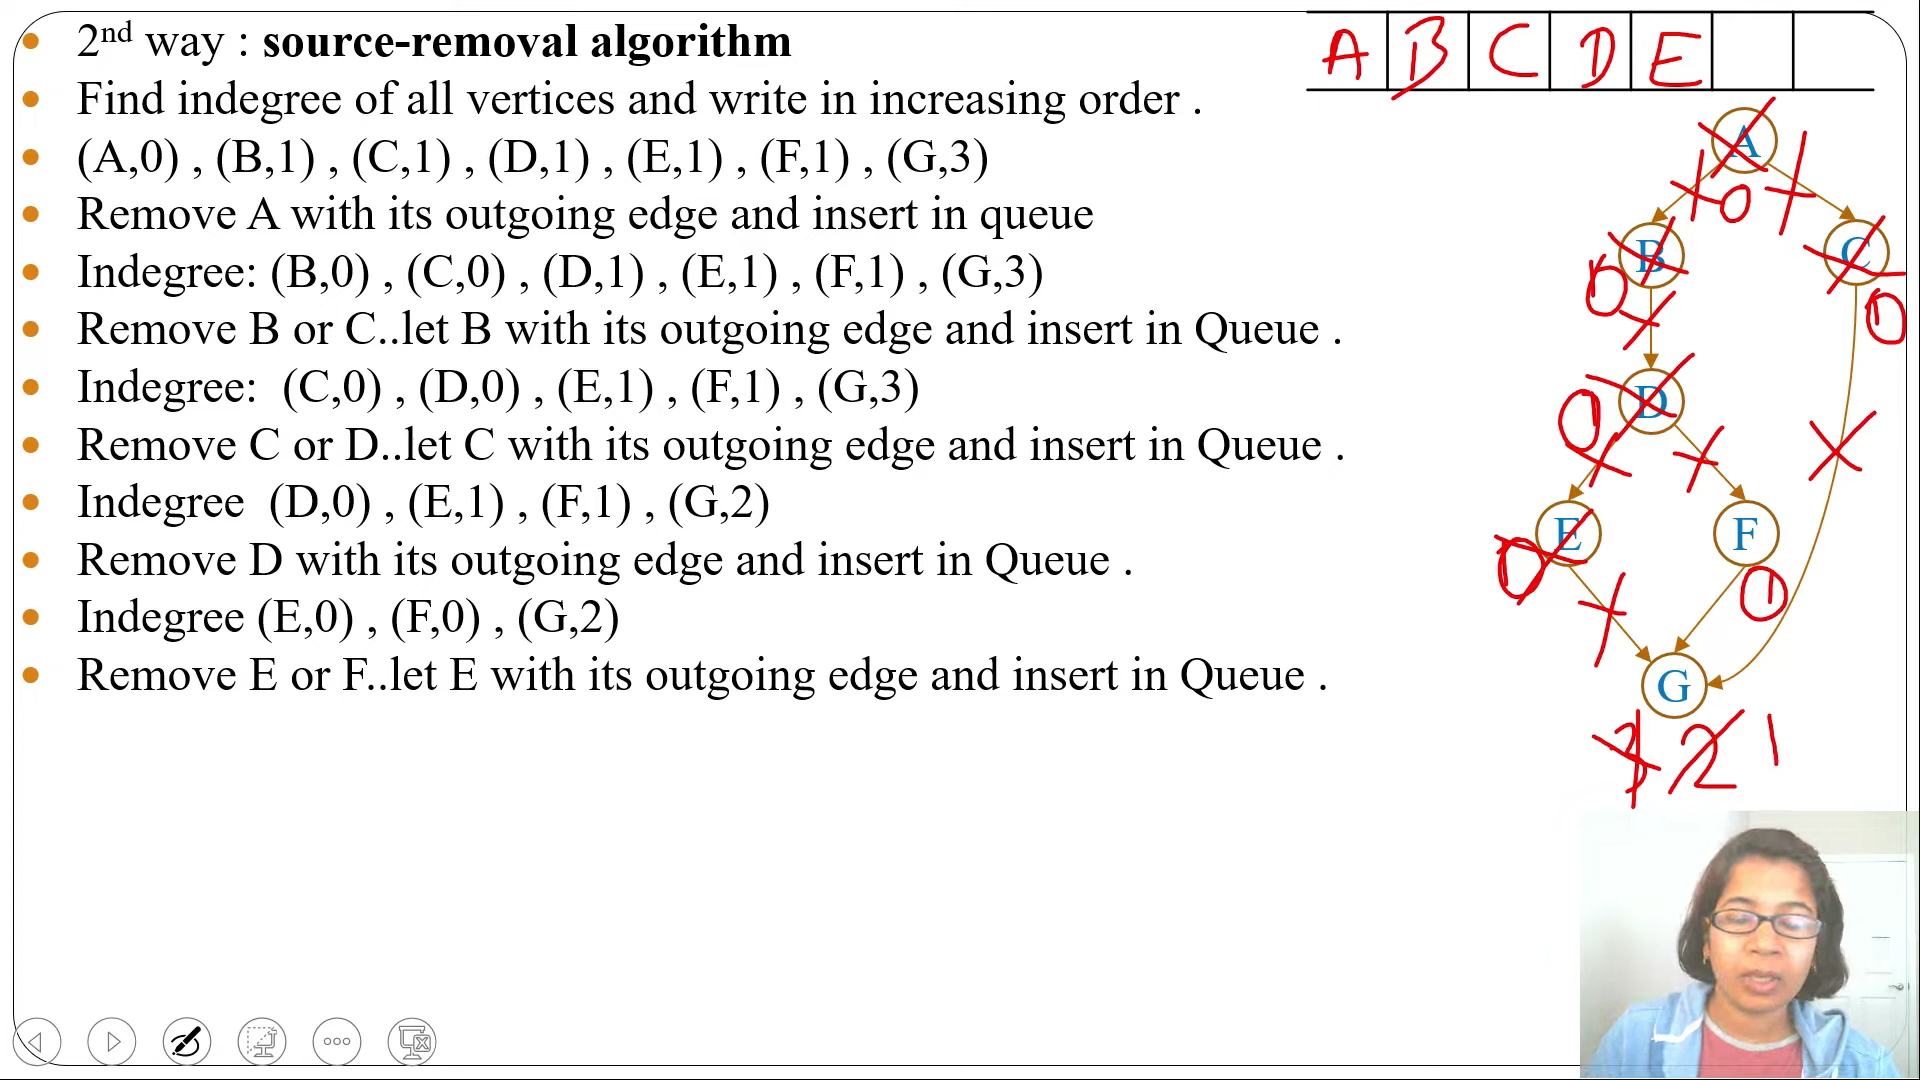 2nd way : source-removal algorithm
Find indegree of all vertices and write in increasing order .
(A,0) , (B,1) , (C,1) , (D,1) , (E,1) , (F,1) , (G,3)
Remove A with its outgoing edge and insert in queue
Indegree: (B,0) , (C,0) , (D,1) , (E,1) , (F,1) , (G,3)
Remove B or C..let B with its outgoing edge and insert in Queue .
Indegree: (C,0) , (D,0) , (E,1) , (F,1) , (G,3)
Remove C or D..let C with its outgoing edge and insert in Queue .
Indegree (D,0) , (E,1) , (F,1) , (G,2)
Remove D with its outgoing edge and insert in Queue .
Indegree (E,0) , (F,0) , (G,2)
Remove E or F..let E with its outgoing edge and insert in Queue .
A B C D E
A
0
B C
D
E F
G
3 2 1